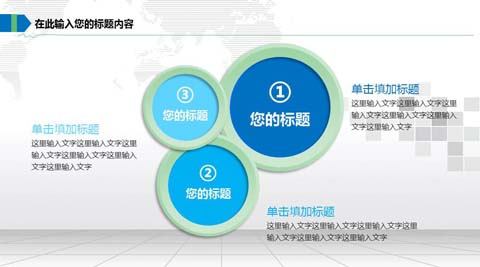 在此输入您的标题内容
①
您的标题
单击填加标题
这里输入文字这里输入文字这里
输入文字这里输入文字这里输入
文字这里输入文字
③
您的标题
单击填加标题
这里输入文字这里输入文字这里
输入文字这里输入文字这里输入
文字这里输入文字
②
您的标题
单击填加标题
这里输入文字这里输入文字这里输入文字这里
输入文字这里输入文字这里输入文字